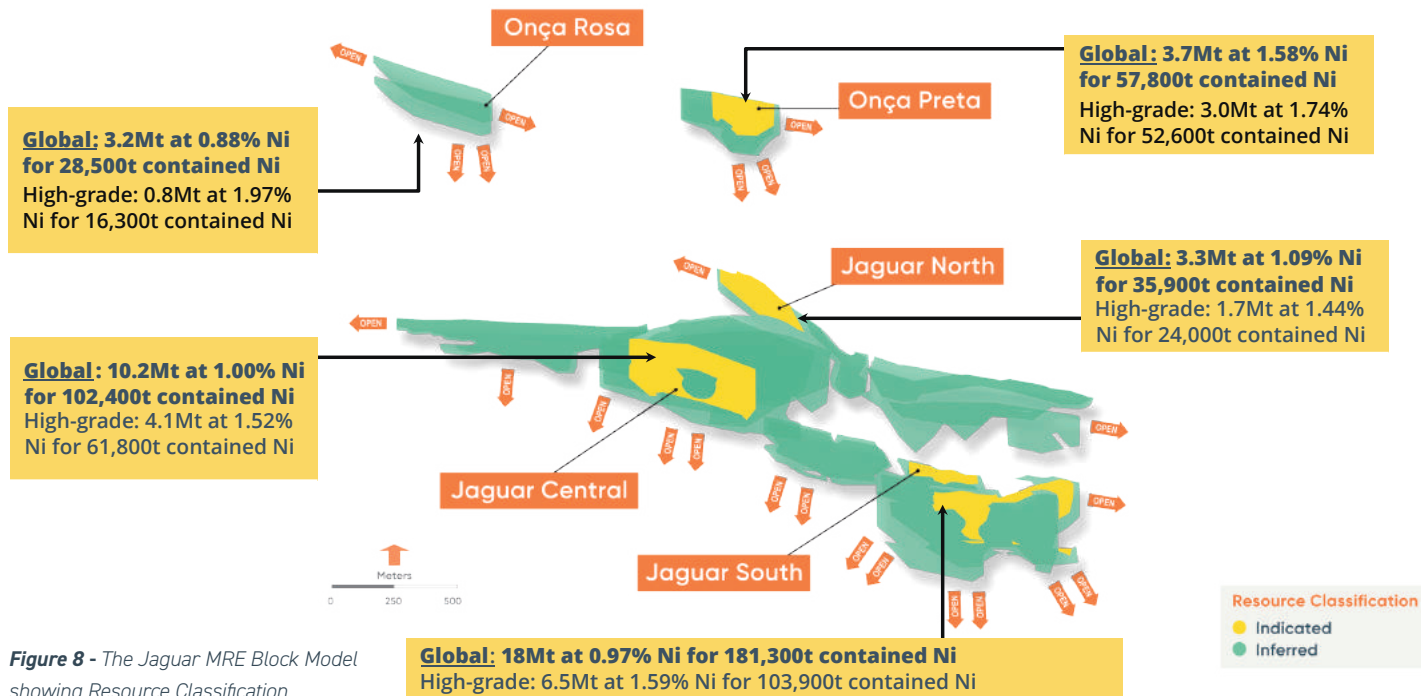 Onça Rosa
OPEN
OPEN
OPEN
OPEN
Global: 3.2Mt at 0.88% Ni
for 28,500t contained Ni
High-grade: 0.8Mt at 1.97%
Ni for 16,300t contained Ni
Onça Preta
OPEN
OPEN
OPEN
Global: 3.7Mt at 1.58% Ni
for 57,800t contained Ni
High-grade: 3.0Mt at 1.74%
Ni for 52,600t contained Ni
Jaguar North
OPEN
Global: 3.3Mt at 1.09% Ni
for 35,900t contained Ni
High-grade: 1.7Mt at 1.44%
Ni for 24,000t contained Ni
OPEN
OPEN
OPEN
OPEN
OPEN
OPEN
Global: 10.2Mt at 1.00% Ni
for 102,400t contained Ni
High-grade: 4.1Mt at 1.52%
Ni for 61,800t contained Ni
Jaguar Central
OPEN
OPEN
OPEN
Jaguar South
OPEN
OPEN
OPEN
OPEN
OPEN
OPEN
Meters
0 250 500
Resource Classification
Indicated
Inferred
Figure 8 - The Jaguar MRE Block Model
showing Resource Classification
Global: 18Mt at 0.97% Ni for 181,300t contained Ni
High-grade: 6.5Mt at 1.59% Ni for 103,900t contained Ni